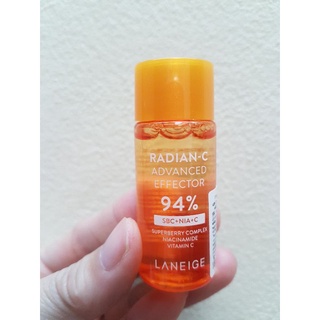 RADIAN-C
ADVANCED
EFFECTOR
94%
SBC+NIA+C
SUPERBERRY COMPLEX
NIACINAMIDE
VITAMIN C
LANEIGE